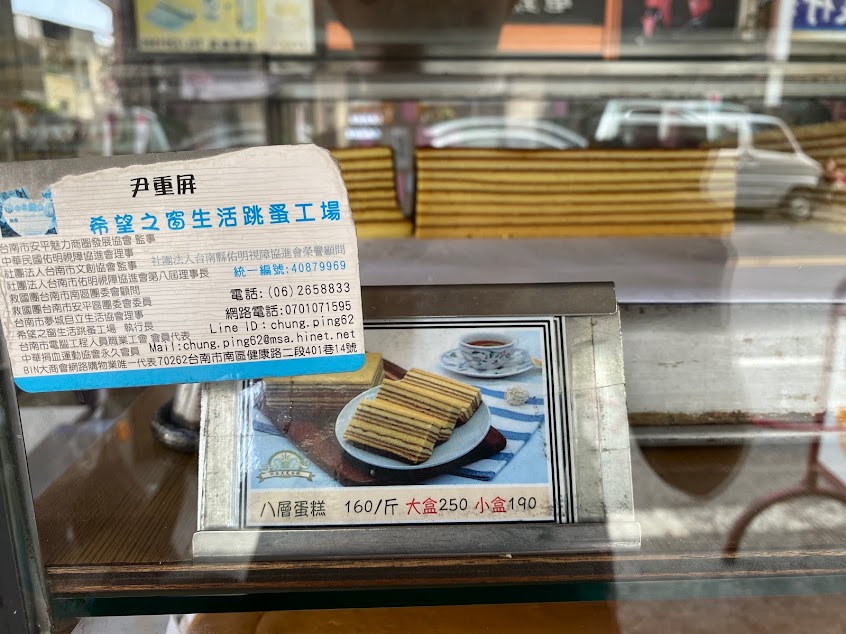 尹重屏
希望之窗生活跳蚤工場
台南市安平魅力商圈發展協會 監事
中華民國佑明視障協進會理事
社團法人台南縣佑明視障協進會榮譽顧問
社團法人台南市文創協會監事
統一編號:40879969
社團法人台南市佑明視障協進會第八屆理事長
救國團台南市南區團委會顧問
電話:(06)2658833
救國團台南市安平區團委會委員
網路電話:0701071595
台南市夢城自立生活協會理事
希望之窗生活跳蚤工場 執行長
Line ID:chung.ping62
台南市電腦工程人員職業工會 會員代表
Mail:chung.ping62@msa.hinet.net
中華捐血運動協會永久會員
BIN大商會網路購物業唯一代表
70262台南市南區健康路二段401巷14號
八層蛋糕 160/斤 大盒250 小盒190